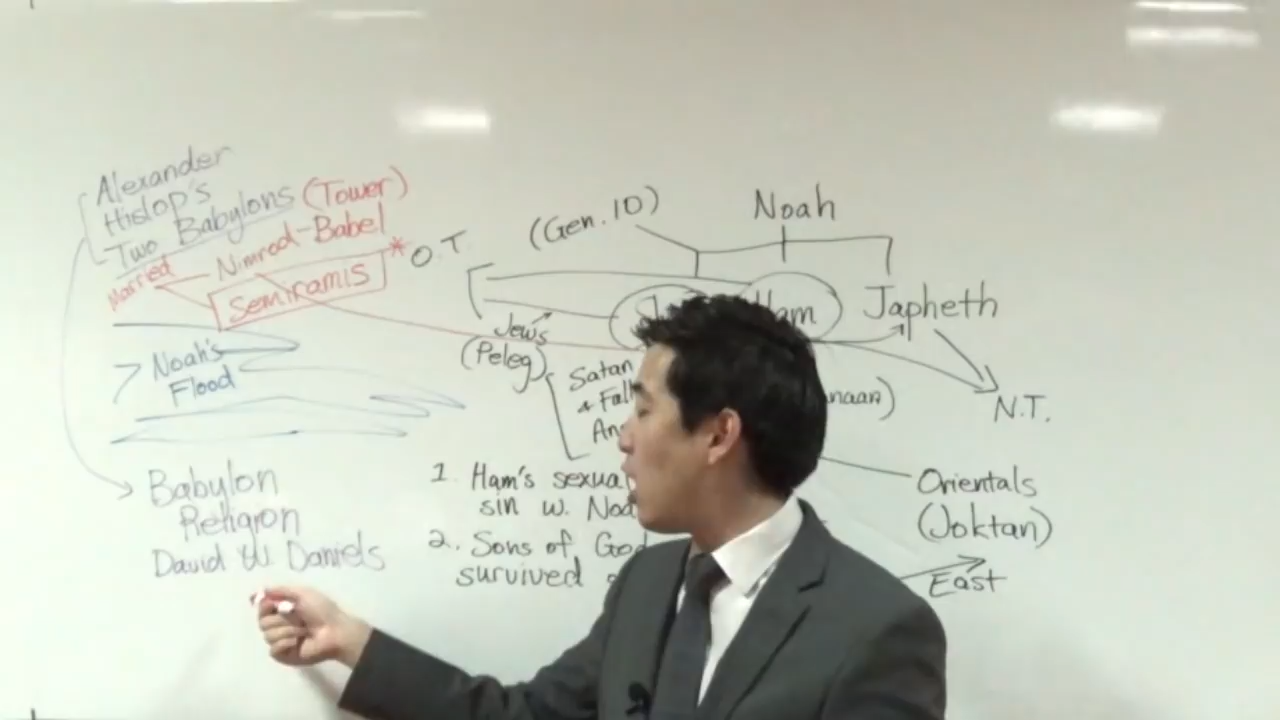 Alexander
Hislop's
Two Babylons (Tower)
Married Nimrod-Babel
Semiramis * O.T.
Noah's
Flood
Babylon
Religion
David W. Daniels
(Gen. 10)
Noah
Ham
Japheth
Jews
(Peleg)
Satan
+
N.T.
1. Ham's
sin w.
2. Sons of
survived
Orientals
(Joktan)
East